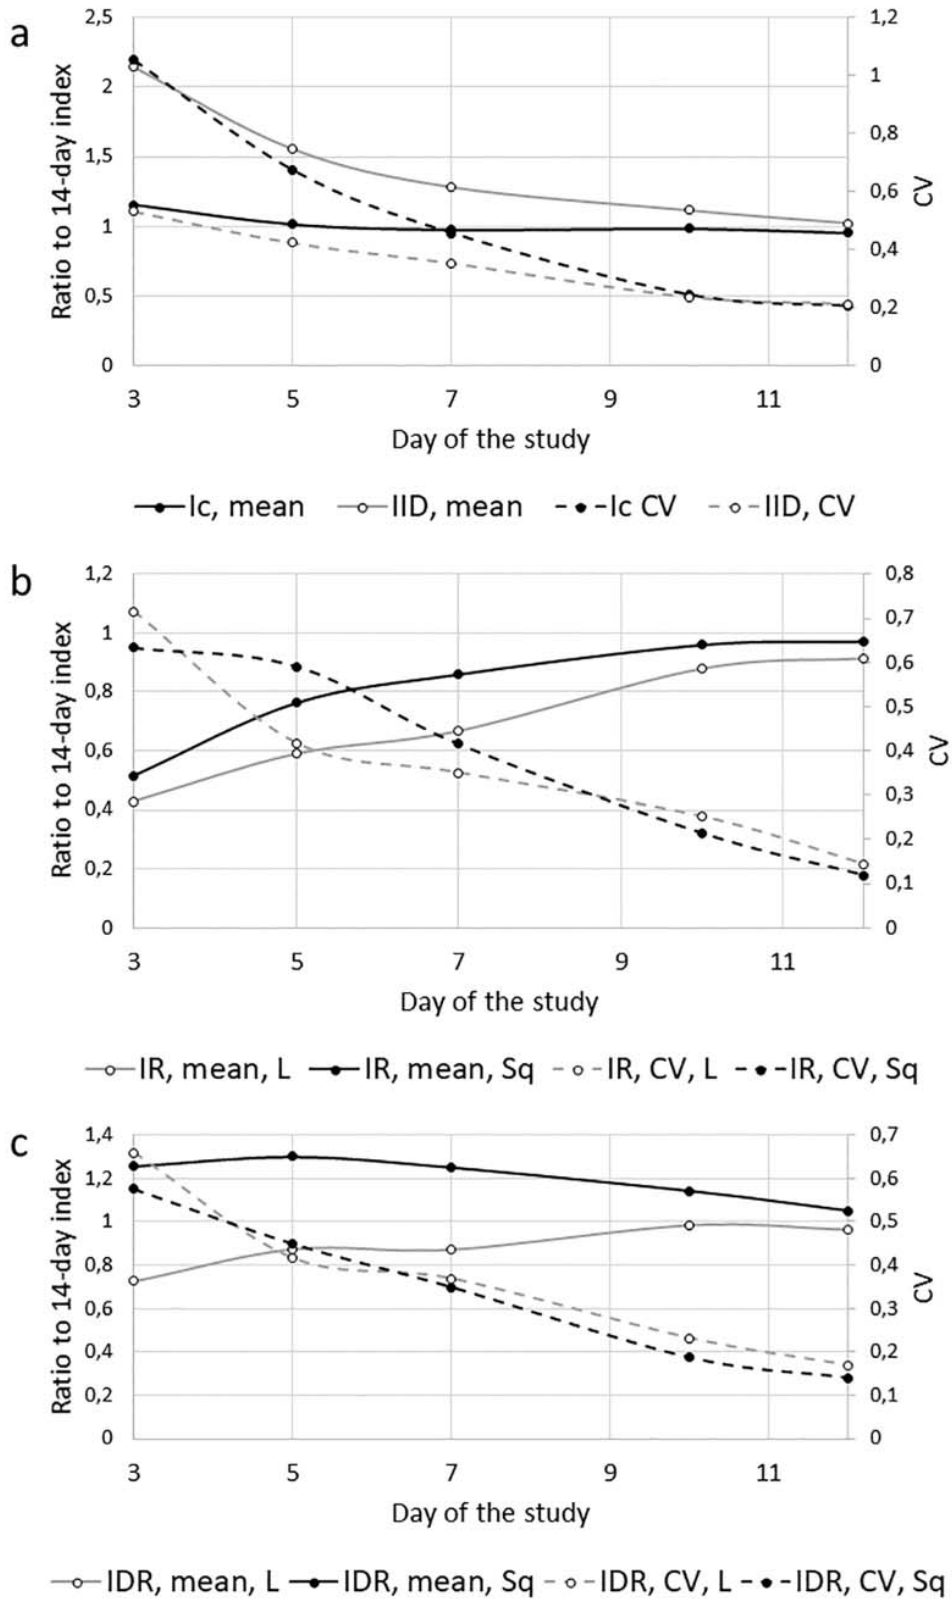 a
2,5
2
1,5
1
0,5
0
1,2
1
0,8
0,6
0,4
0,2
0
Ratio to 14-day index
CV
3 5 7 9 11
Day of the study
Ic, mean IID, mean Ic CV IID, CV
b
1,2
1
0,8
0,6
0,4
0,2
0
0,8
0,7
0,6
0,5
0,4
0,3
0,2
0,1
0
Ratio to 14-day index
CV
3 5 7 9 11
Day of the study
IR, mean, L IR, mean, Sq IR, CV, L IR, CV, Sq
c
1,4
1,2
1
0,8
0,6
0,4
0,2
0
0,7
0,6
0,5
0,4
0,3
0,2
0,1
0
Ratio to 14-day index
CV
3 5 7 9 11
Day of the study
IDR, mean, L IDR, mean, Sq IDR, CV, L IDR, CV, Sq